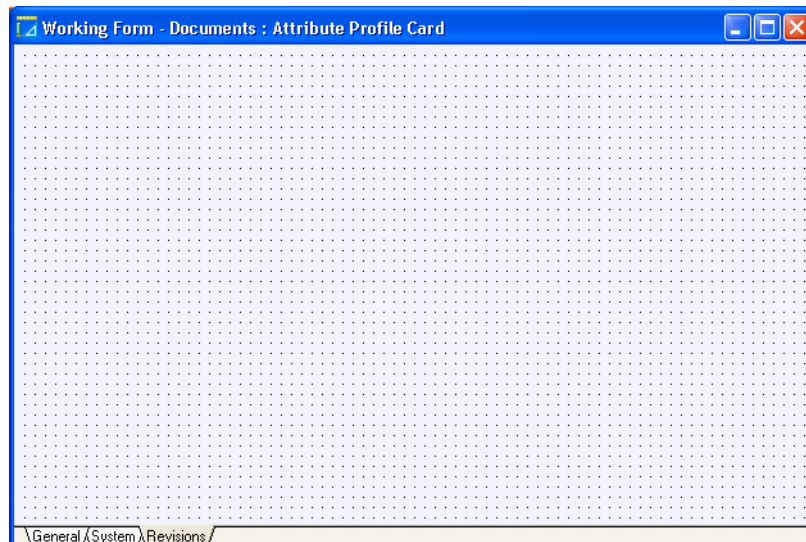 Working Form - Documents : Attribute Profile Card
General System Revisions